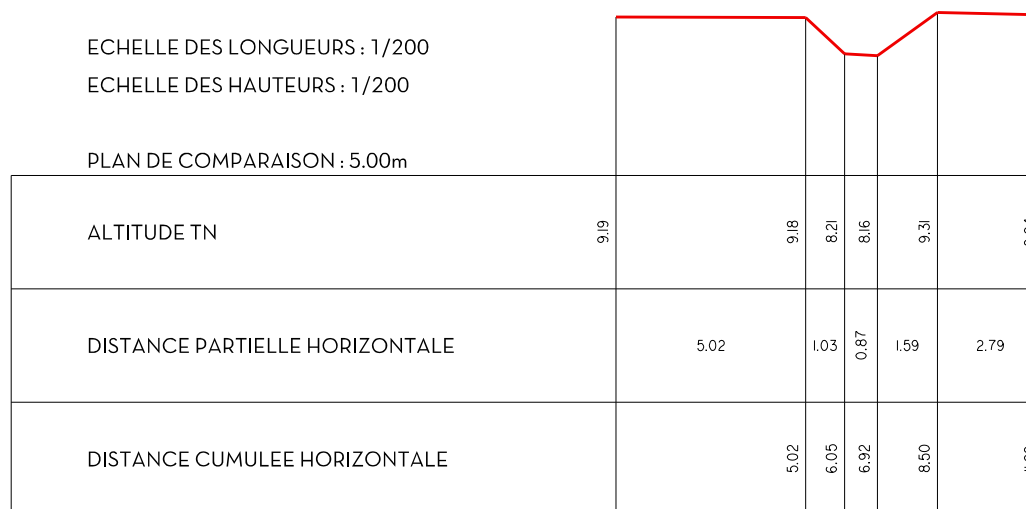 ECHELLE DES LONGUEURS : 1/200
ECHELLE DES HAUTEURS : 1/200
PLAN DE COMPARAISON : 5.00m
ALTITUDE TN 9.19 9.18 8.21 8.16 9.31
DISTANCE PARTIELLE HORIZONTALE 5.02 1.03 0.87 1.59 2.79
DISTANCE CUMULEE HORIZONTALE 5.02 6.05 6.92 8.50